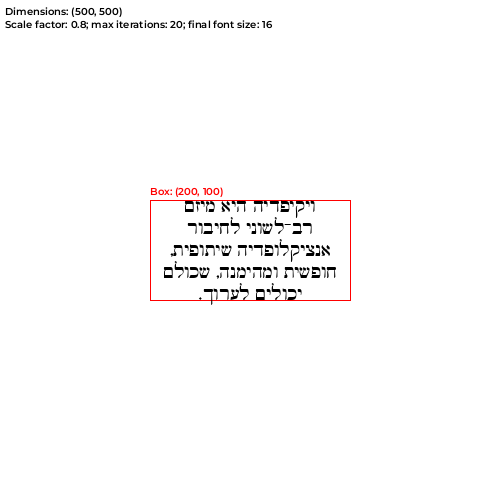 Dimensions: (500, 500)
Scale factor: 0.8; max iterations: 20; final font size: 16
Box: (200, 100)
ויקיפדיה היא מיזם
רב־לשוני לחיבור
אנציקלופדיה שיתופית,
חופשית ומהימנה, שכולם
יכולים לערוך.